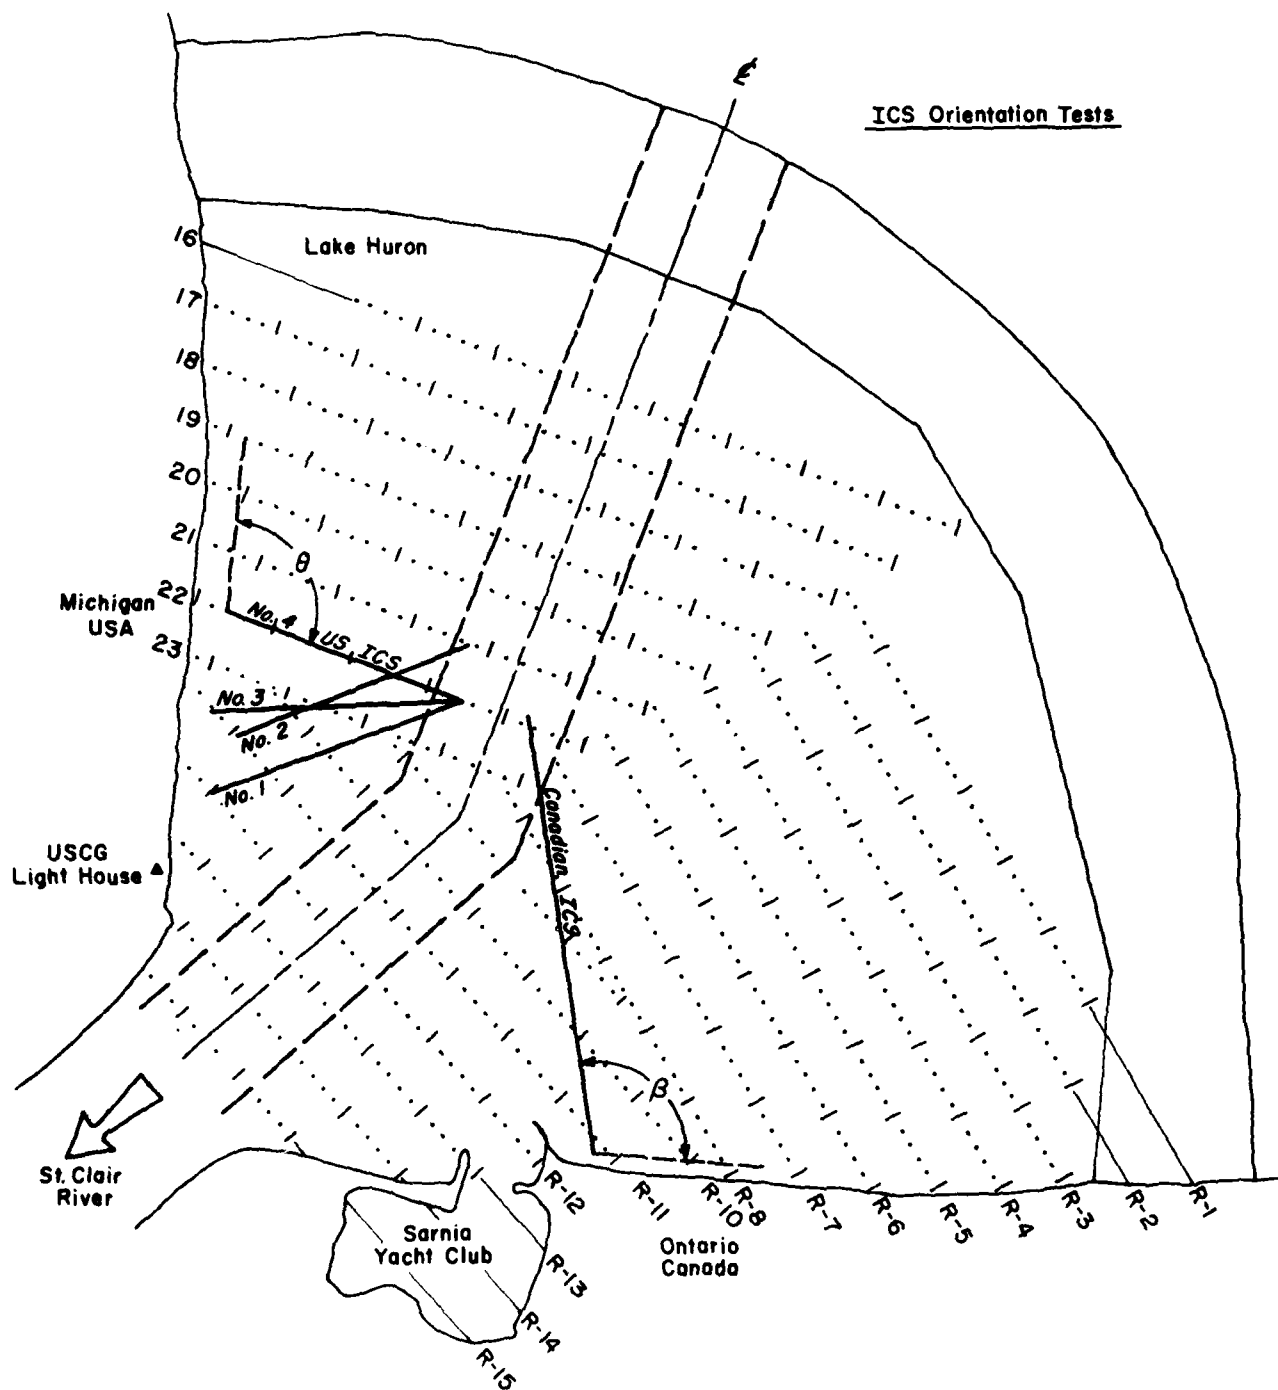 ICS Orientation Tests
℄
Lake Huron
16
17
18
19
20
21
22
23
θ
Michigan
USA
No. 4 US ICS
No. 3
No. 2
No. 1
Canadian ICS
USCG
Light House
β
St. Clair
River
Sarnia
Yacht Club
Ontario
Canada
R-12
R-11
R-10
R-8
R-7
R-6
R-5
R-4
R-3
R-2
R-1
R-13
R-14
R-15